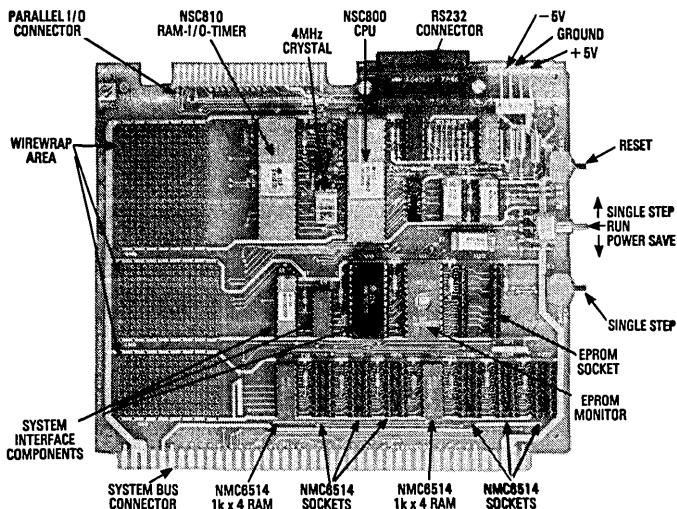 PARALLEL I/O
CONNECTOR
NSC810
RAM-I/O-TIMER
4MHz
CRYSTAL
NSC800
CPU
RS232
CONNECTOR
−5V
GROUND
+5V
WIREWRAP
AREA
RESET
SINGLE STEP
RUN
POWER SAVE
SINGLE STEP
EPROM
SOCKET
EPROM
MONITOR
SYSTEM
INTERFACE
COMPONENTS
SYSTEM BUS
CONNECTOR
NMC6514
1k x 4 RAM
NMC6514
SOCKETS
NMC6514
1k x 4 RAM
NMC6514
SOCKETS